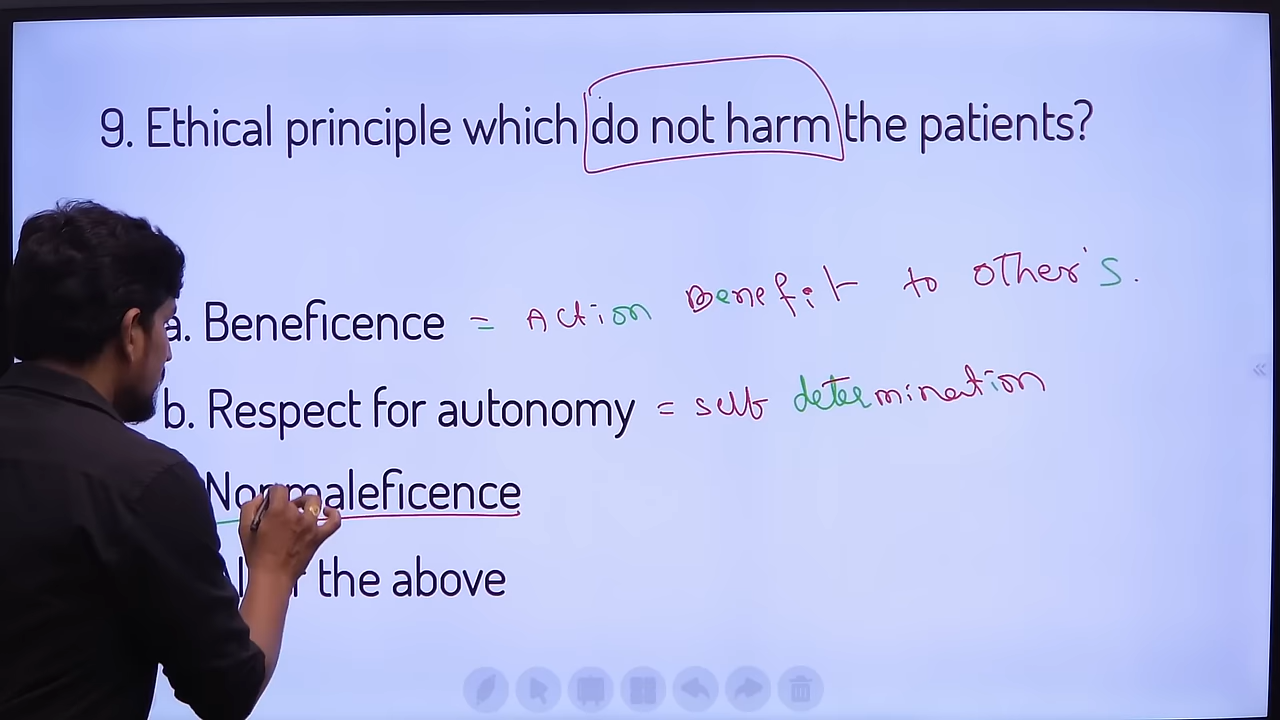 9. Ethical principle which do not harm the patients?
a. Beneficence = Action Benefit to other's.
b. Respect for autonomy = self determination
Nonmaleficence
the above